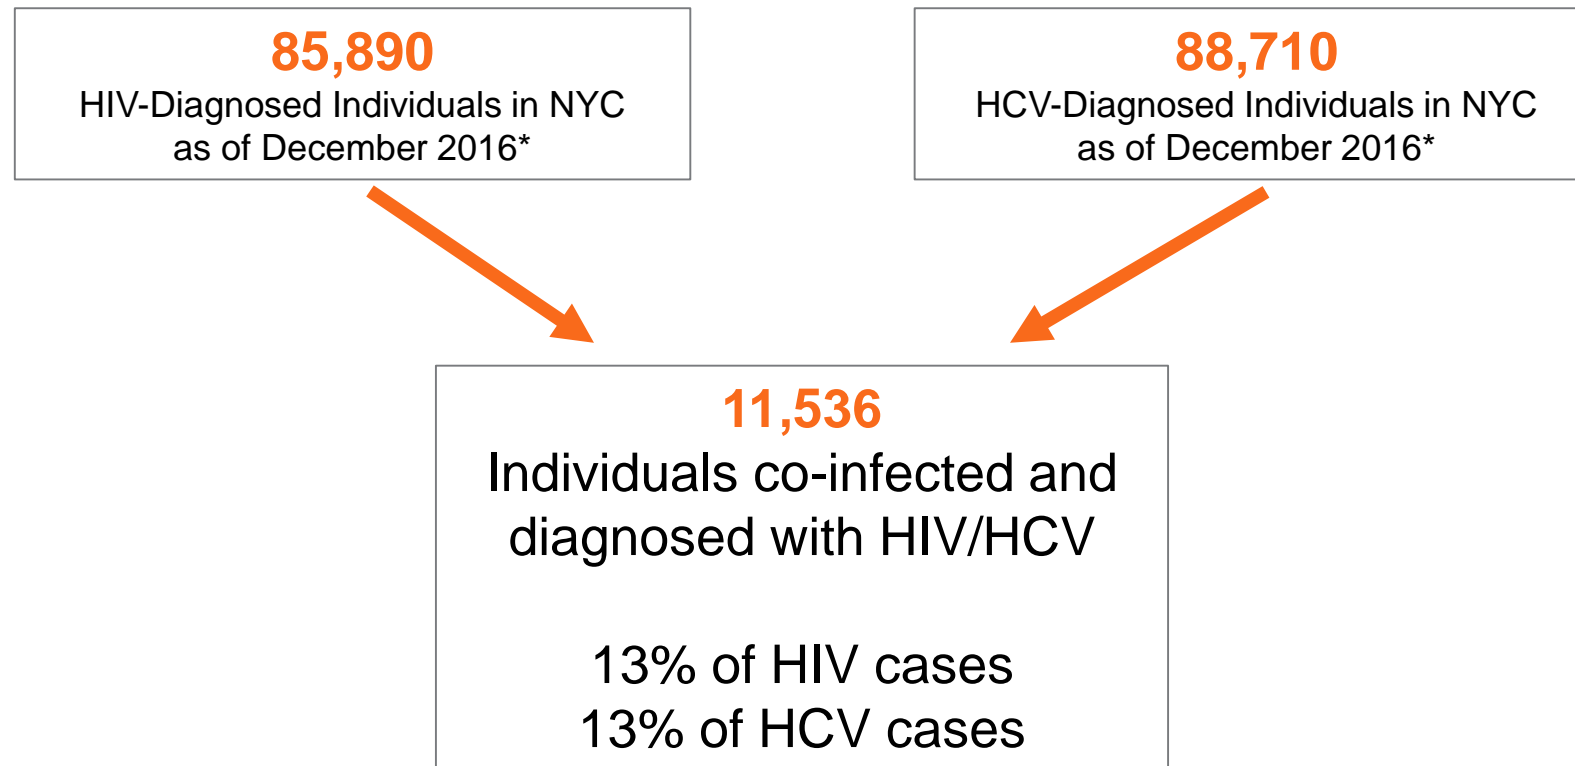 85,890
HIV-Diagnosed Individuals in NYC
as of December 2016*
88,710
HCV-Diagnosed Individuals in NYC
as of December 2016*
11,536
Individuals co-infected and
diagnosed with HIV/HCV
13% of HIV cases
13% of HCV cases